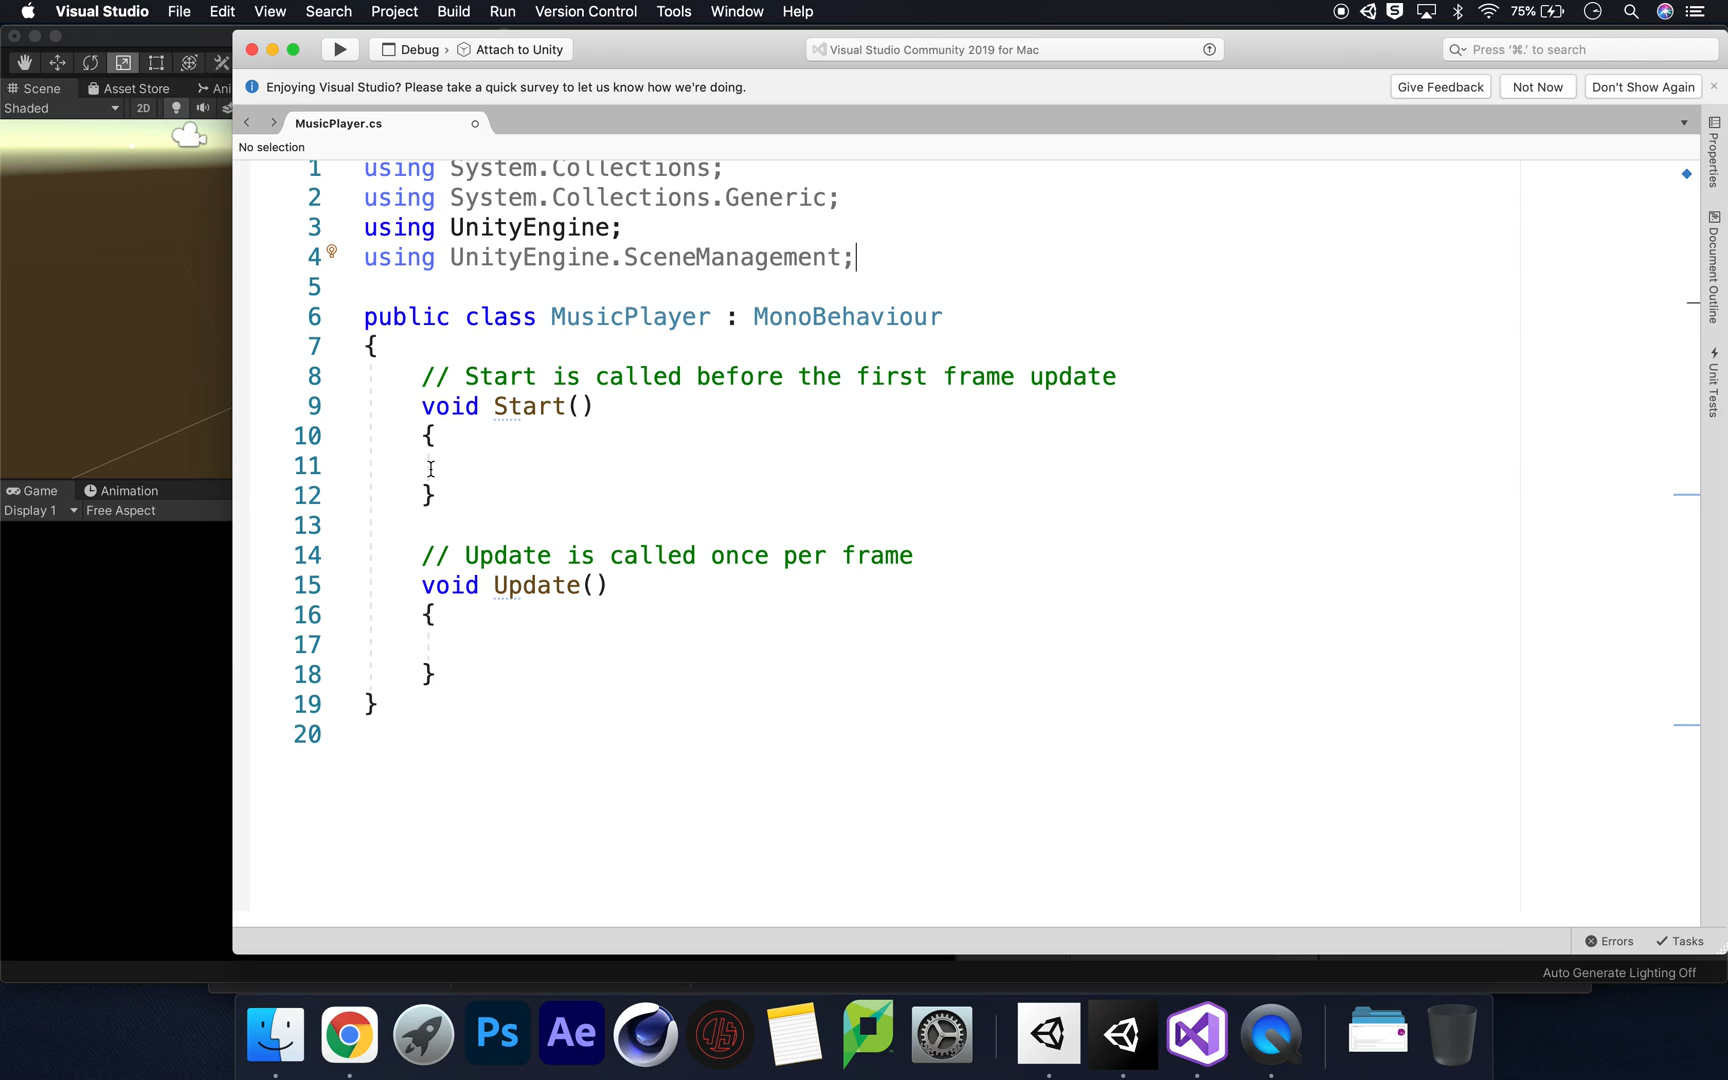 Visual Studio File Edit View Search Project Build Run Version Control Tools Window Help
75%
Debug › Attach to Unity
Visual Studio Community 2019 for Mac
Press '⌘.' to search
Scene Asset Store Ani
Shaded 2D
Enjoying Visual Studio? Please take a quick survey to let us know how we're doing.
Give Feedback Not Now Don't Show Again
MusicPlayer.cs
No selection
1 using System.Collections;
2 using System.Collections.Generic;
3 using UnityEngine;
4 using UnityEngine.SceneManagement;
5
6 public class MusicPlayer : MonoBehaviour
7 {
8 // Start is called before the first frame update
9 void Start()
10 {
11
12 }
13
14 // Update is called once per frame
15 void Update()
16 {
17
18 }
19 }
20
Properties
Document Outline
Unit Tests
Game Animation
Display 1 Free Aspect
Errors Tasks
Auto Generate Lighting Off
Ps Ae